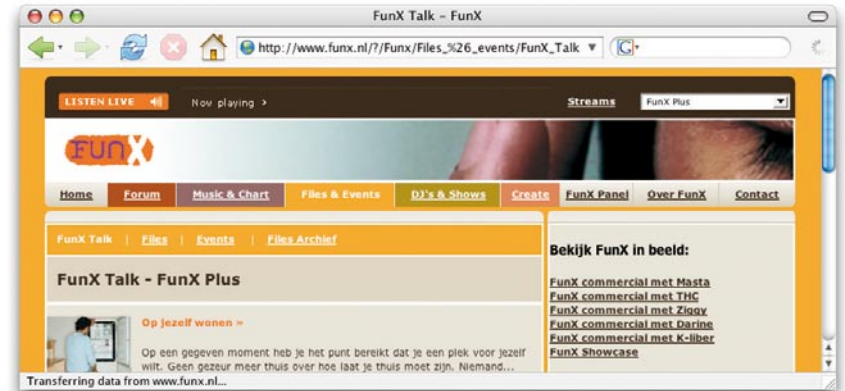 FunX Talk – FunX
http://www.funx.nl/?/Funx/Files_%26_events/FunX_Talk
G
LISTEN LIVE Now playing > Streams FunX Plus
FUNX
Home Forum Music & Chart Files & Events DJ's & Shows Create FunX Panel Over FunX Contact
FunX Talk | Files | Events | Files Archief
FunX Talk - FunX Plus
Op jezelf wonen »
Op een gegeven moment heb je het punt bereikt dat je een plek voor jezelf
wilt. Geen gezeur meer thuis over hoe laat je thuis moet zijn. Niemand...
Bekijk FunX in beeld:
FunX commercial met Masta
FunX commercial met THC
FunX commercial met Ziggy
FunX commercial met Darine
FunX commercial met K-liber
FunX Showcase
Transferring data from www.funx.nl...